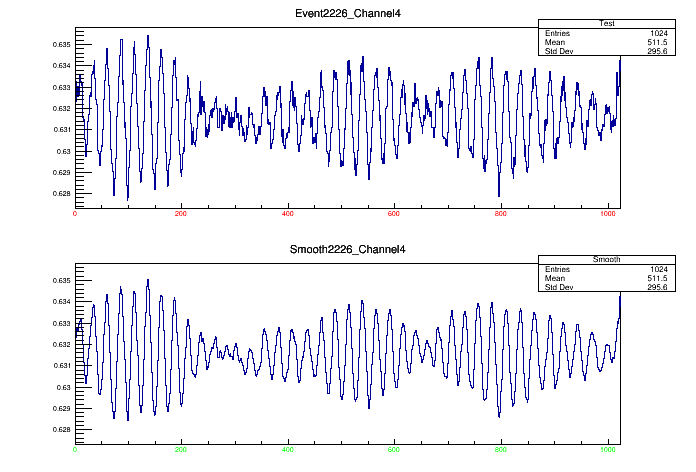 Event2226_Channel4
Test
Entries 1024
Mean 511.5
Std Dev 295.6
0.635
0.634
0.633
0.632
0.631
0.63
0.629
0.628
0 200 400 600 800 1000
Smooth2226_Channel4
Smooth
Entries 1024
Mean 511.5
Std Dev 295.6
0.635
0.634
0.633
0.632
0.631
0.63
0.629
0.628
0 200 400 600 800 1000